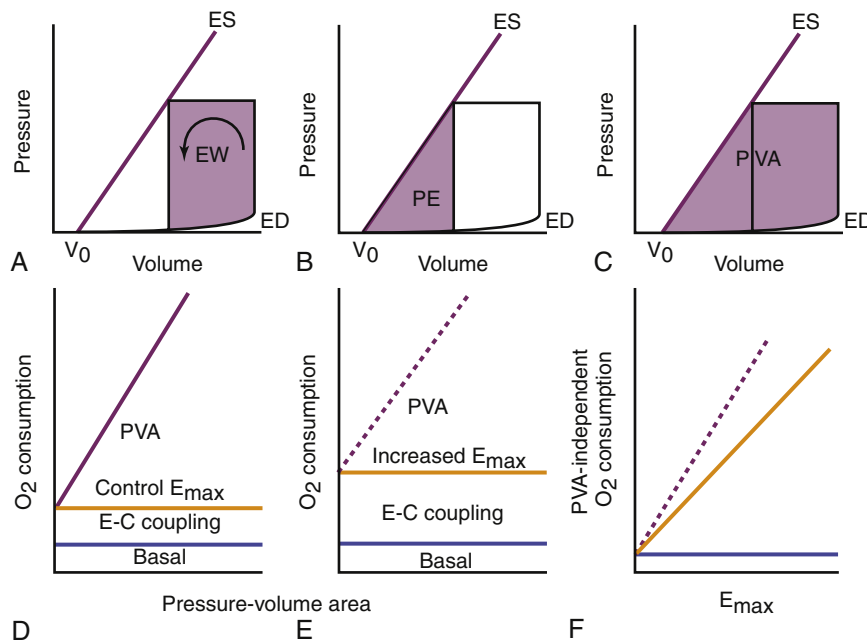 ES
Pressure
EW
ED
V0
Volume
A
ES
Pressure
PE
ED
V0
Volume
B
ES
Pressure
PVA
ED
V0
Volume
C
O2 consumption
PVA
Control Emax
E-C coupling
Basal
D
O2 consumption
PVA
Increased Emax
E-C coupling
Basal
Pressure-volume area
E
PVA-independent
O2 consumption
Emax
F